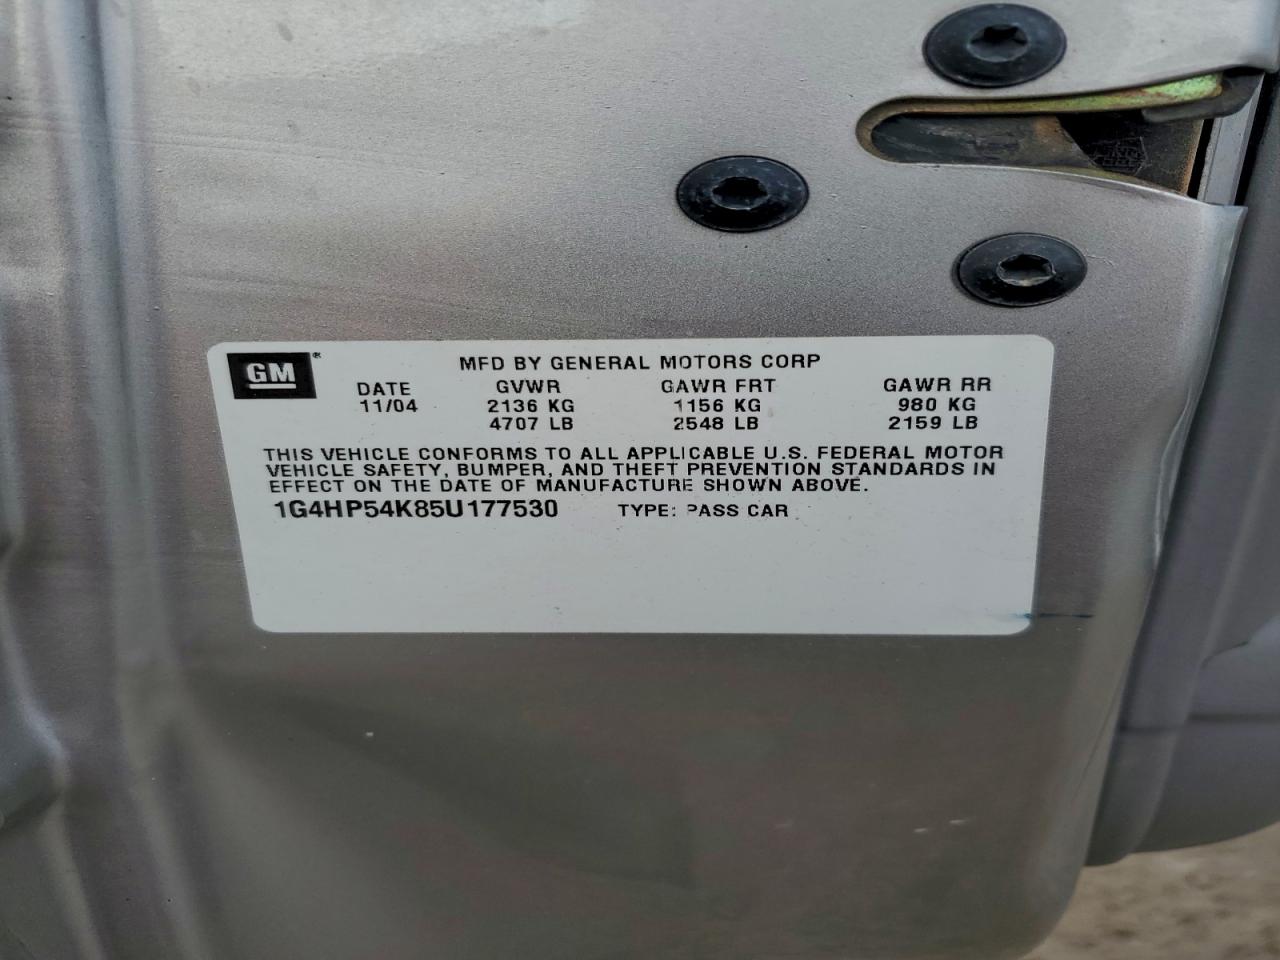 GM® MFD BY GENERAL MOTORS CORP
DATE GVWR GAWR FRT GAWR RR
11/04 2136 KG 1156 KG 980 KG
4707 LB 2548 LB 2159 LB
THIS VEHICLE CONFORMS TO ALL APPLICABLE U.S. FEDERAL MOTOR
VEHICLE SAFETY, BUMPER, AND THEFT PREVENTION STANDARDS IN
EFFECT ON THE DATE OF MANUFACTURE SHOWN ABOVE.
1G4HP54K85U177530 TYPE: PASS CAR